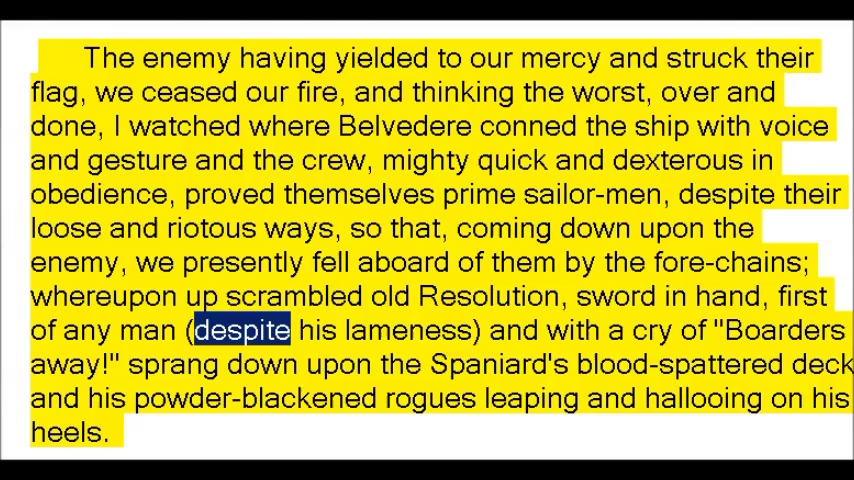 The enemy having yielded to our mercy and struck their
flag, we ceased our fire, and thinking the worst, over and
done, I watched where Belvedere conned the ship with voice
and gesture and the crew, mighty quick and dexterous in
obedience, proved themselves prime sailor-men, despite their
loose and riotous ways, so that, coming down upon the
enemy, we presently fell aboard of them by the fore-chains;
whereupon up scrambled old Resolution, sword in hand, first
of any man (despite his lameness) and with a cry of "Boarders
away!" sprang down upon the Spaniard's blood-spattered deck
and his powder-blackened rogues leaping and hallooing on his
heels.